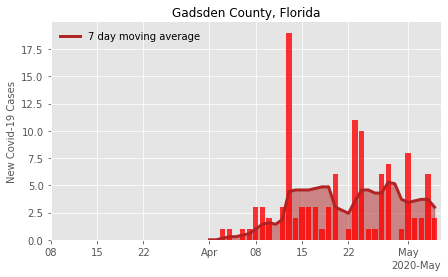 Gadsden County, Florida
7 day moving average
New Covid-19 Cases
17.5
15.0
12.5
10.0
7.5
5.0
2.5
0.0
08 15 22 Apr 08 15 22 May
2020-May